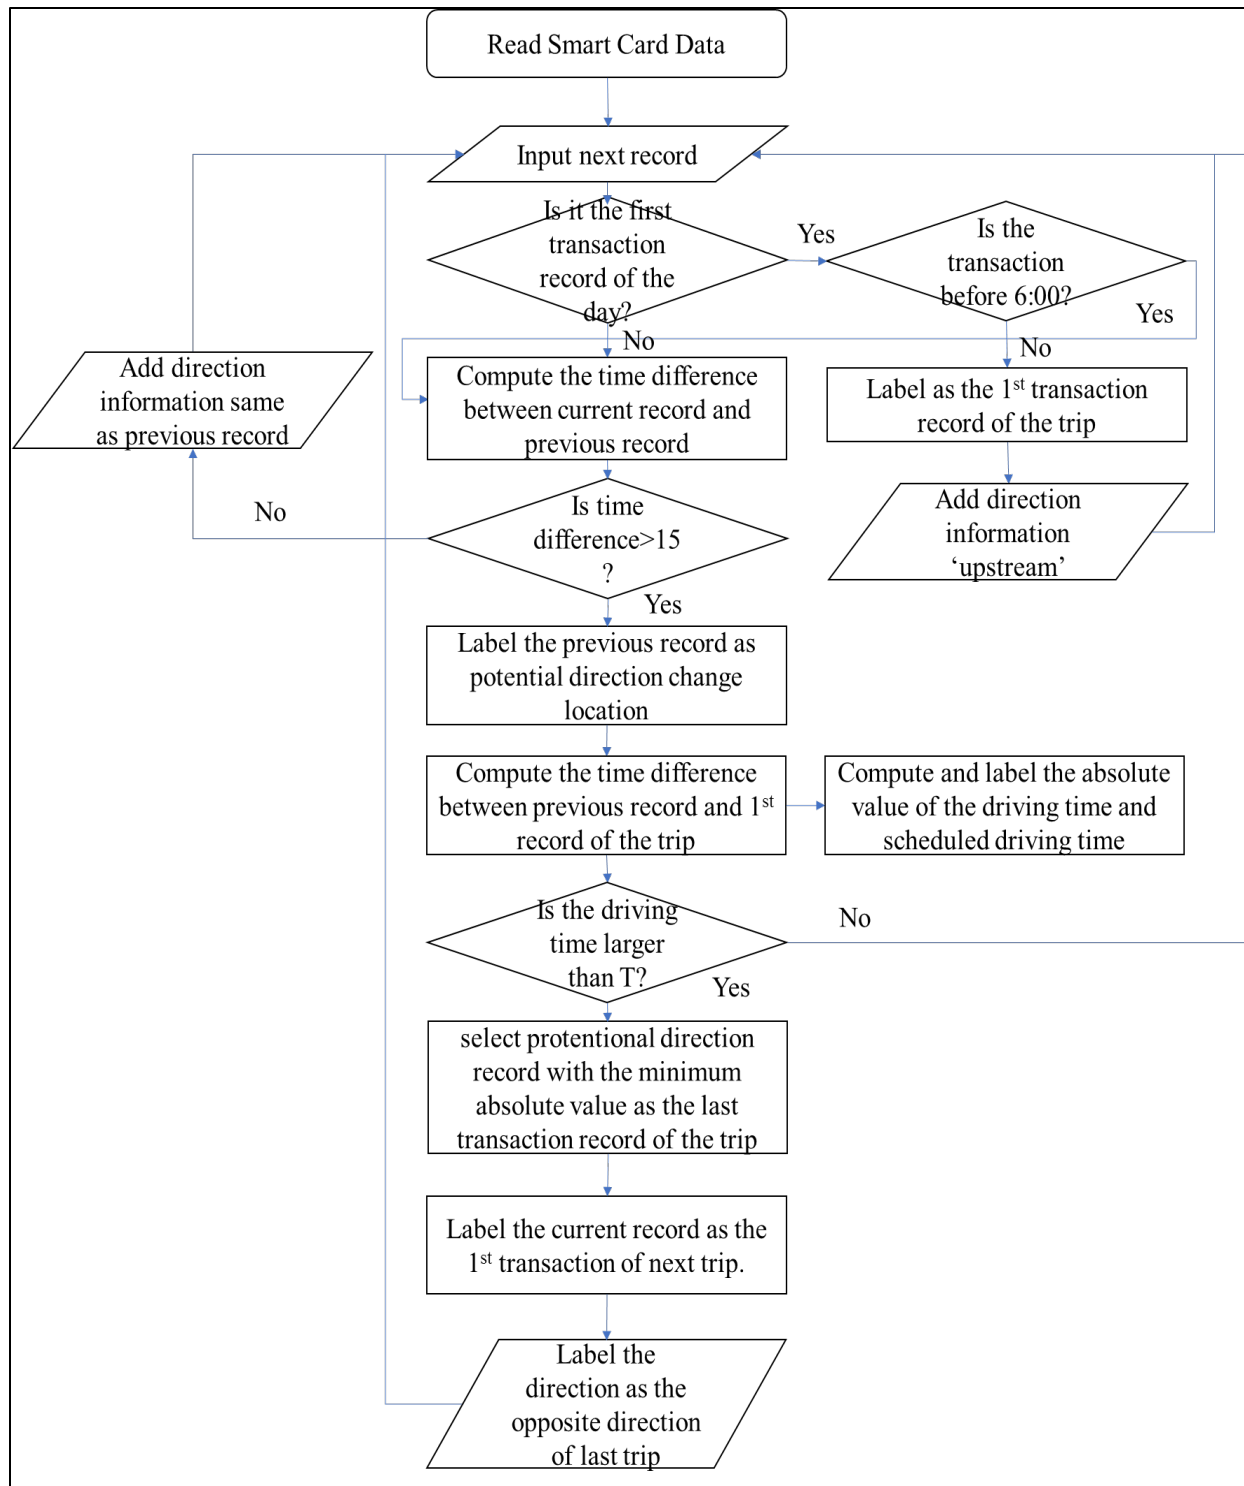 Read Smart Card Data
Input next record
Is it the first
transaction
record of the
day?
Yes
Is the
transaction
before 6:00?
Yes
No
No
Add direction
information same
as previous record
Compute the time difference
between current record and
previous record
Label as the 1st transaction
record of the trip
Add direction
information
‘upstream’
No
Is time
difference>15
?
Yes
Label the previous record as
potential direction change
location
Compute the time difference
between previous record and 1st
record of the trip
Compute and label the absolute
value of the driving time and
scheduled driving time
Is the driving
time larger
than T?
No
Yes
select protentional direction
record with the minimum
absolute value as the last
transaction record of the trip
Label the current record as the
1st transaction of next trip.
Label the
direction as the
opposite direction
of last trip